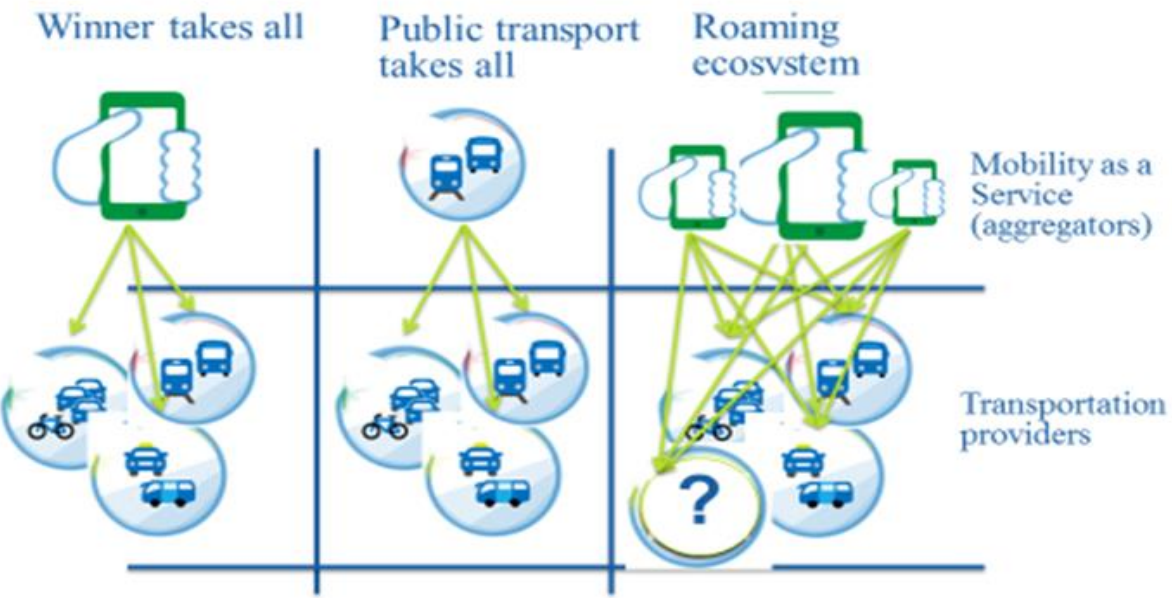 Winner takes all
Public transport
takes all
Roaming
ecosvstem
Mobility as a
Service
(aggregators)
Transportation
providers
?